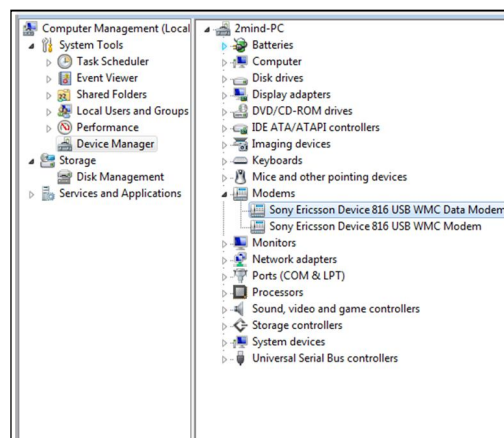 Computer Management (Local
System Tools
Task Scheduler
Event Viewer
Shared Folders
Local Users and Groups
Performance
Device Manager
Storage
Disk Management
Services and Applications
2mind-PC
Batteries
Computer
Disk drives
Display adapters
DVD/CD-ROM drives
IDE ATA/ATAPI controllers
Imaging devices
Keyboards
Mice and other pointing devices
Modems
Sony Ericsson Device 816 USB WMC Data Modem
Sony Ericsson Device 816 USB WMC Modem
Monitors
Network adapters
Ports (COM & LPT)
Processors
Sound, video and game controllers
Storage controllers
System devices
Universal Serial Bus controllers